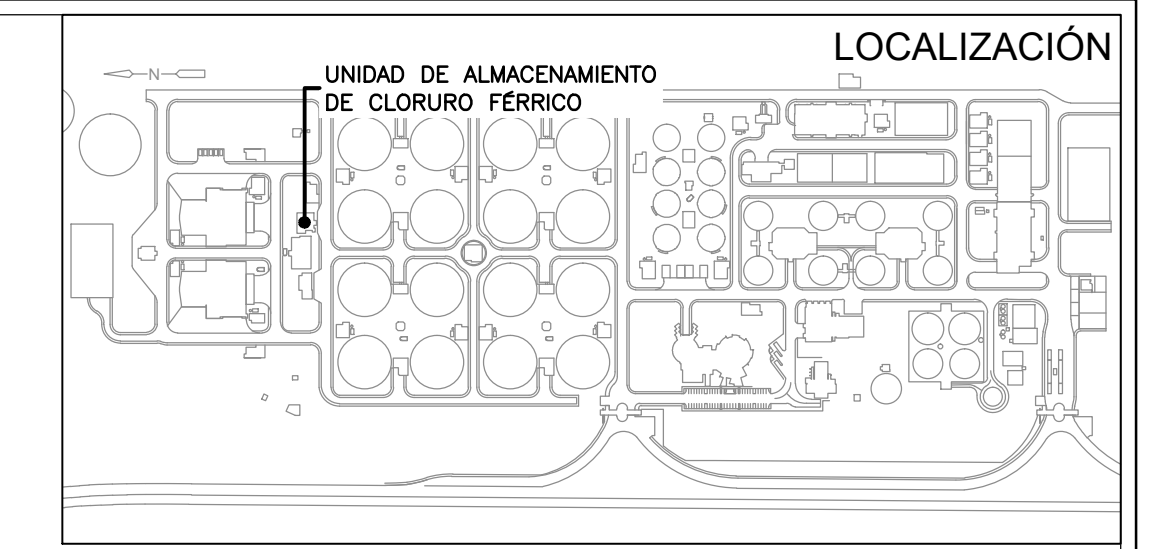 LOCALIZACIÓN
N
UNIDAD DE ALMACENAMIENTO
DE CLORURO FÉRRICO